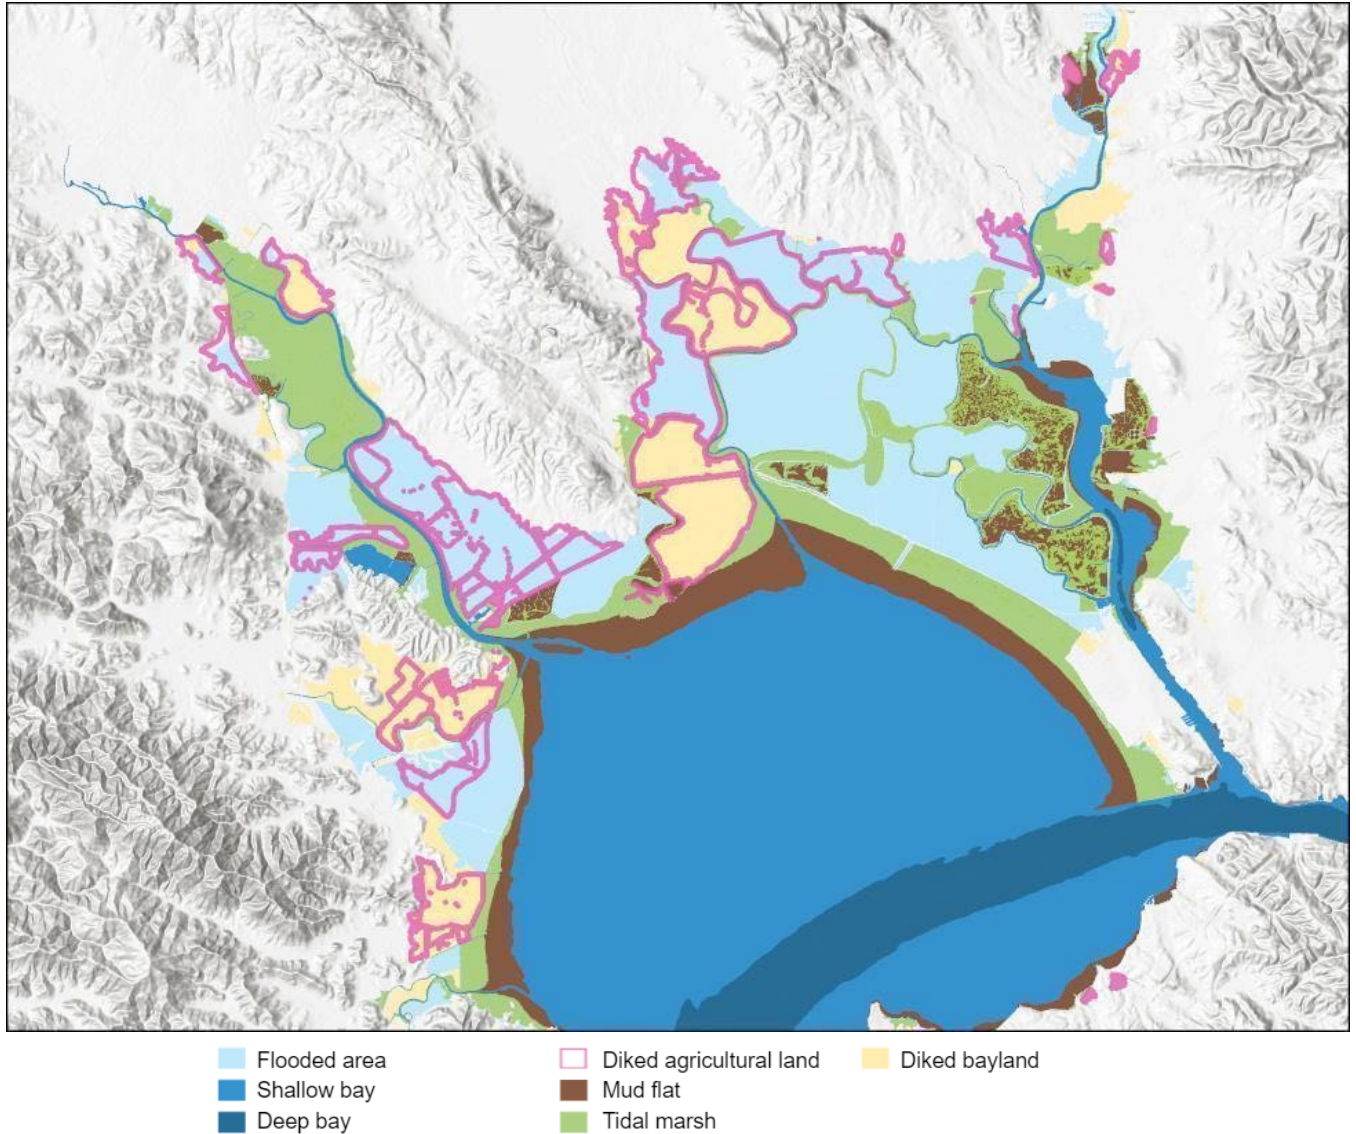 Flooded area
Diked agricultural land
Diked bayland
Shallow bay
Mud flat
Deep bay
Tidal marsh